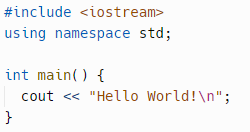 #include <iostream>
using namespace std;

int main() {
  cout << "Hello World!\n";
}